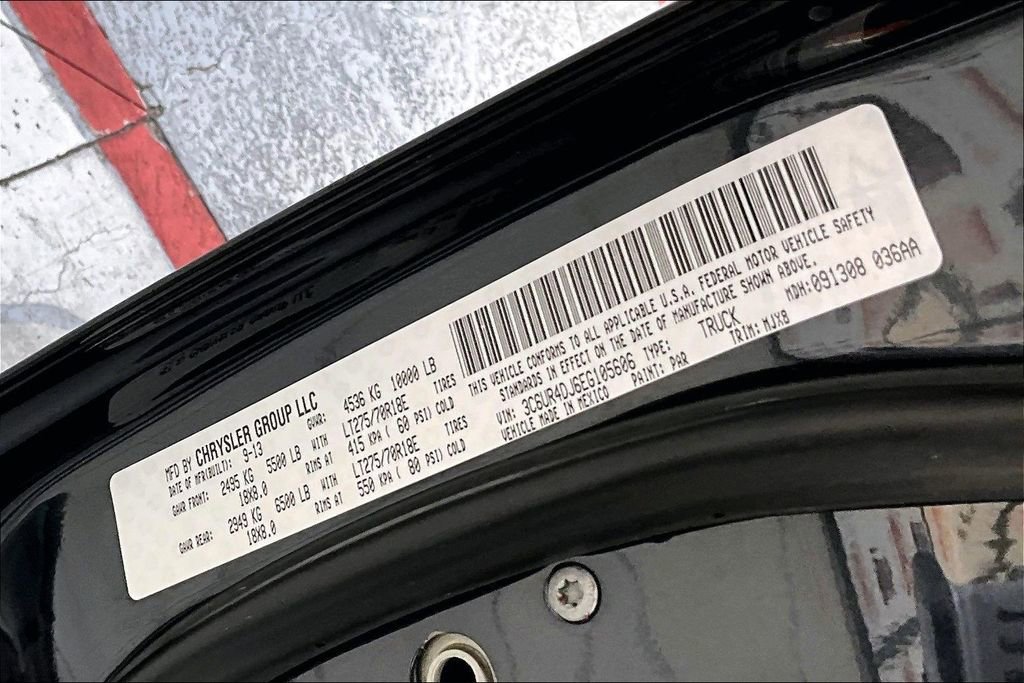 MFD BY CHRYSLER GROUP LLC
DATE OF MFR(BUILT): 9-13 GVWR: 4536 KG 10000 LB
GAWR FRONT: 2495 KG 5500 LB WITH LT275/70R18E TIRES
18X8.0 RIMS AT 415 KPA ( 60 PSI) COLD
GAWR REAR: 2949 KG 6500 LB WITH LT275/70R18E TIRES
18X8.0 RIMS AT 550 KPA ( 80 PSI) COLD
THIS VEHICLE CONFORMS TO ALL APPLICABLE U.S.A. FEDERAL MOTOR VEHICLE SAFETY
STANDARDS IN EFFECT ON THE DATE OF MANUFACTURE SHOWN ABOVE.
VIN: 3C6UR4DJ6EG105606 TYPE: TRUCK MDH:091308 036AA
VEHICLE MADE IN MEXICO PAINT: PAR TRIM: MJX8